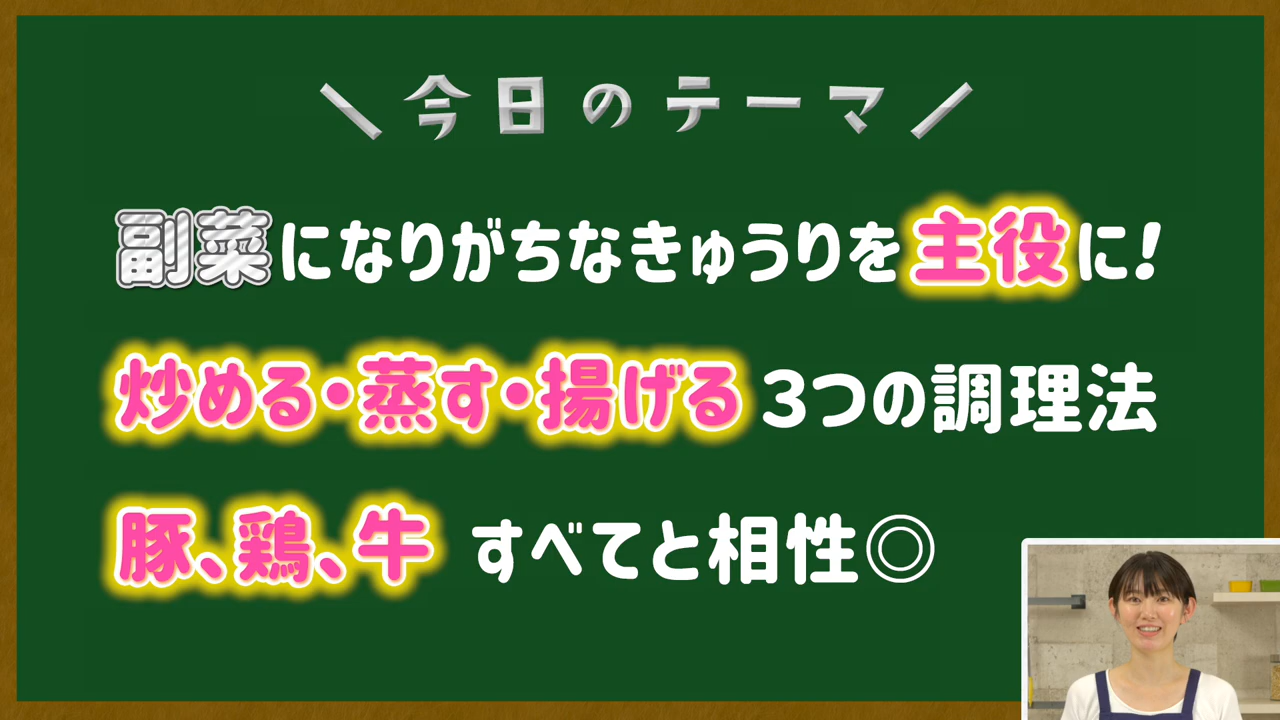 ＼今日のテーマ／
副菜になりがちなきゅうりを主役に!
炒める・蒸す・揚げる 3つの調理法
豚、鶏、牛 すべてと相性◎